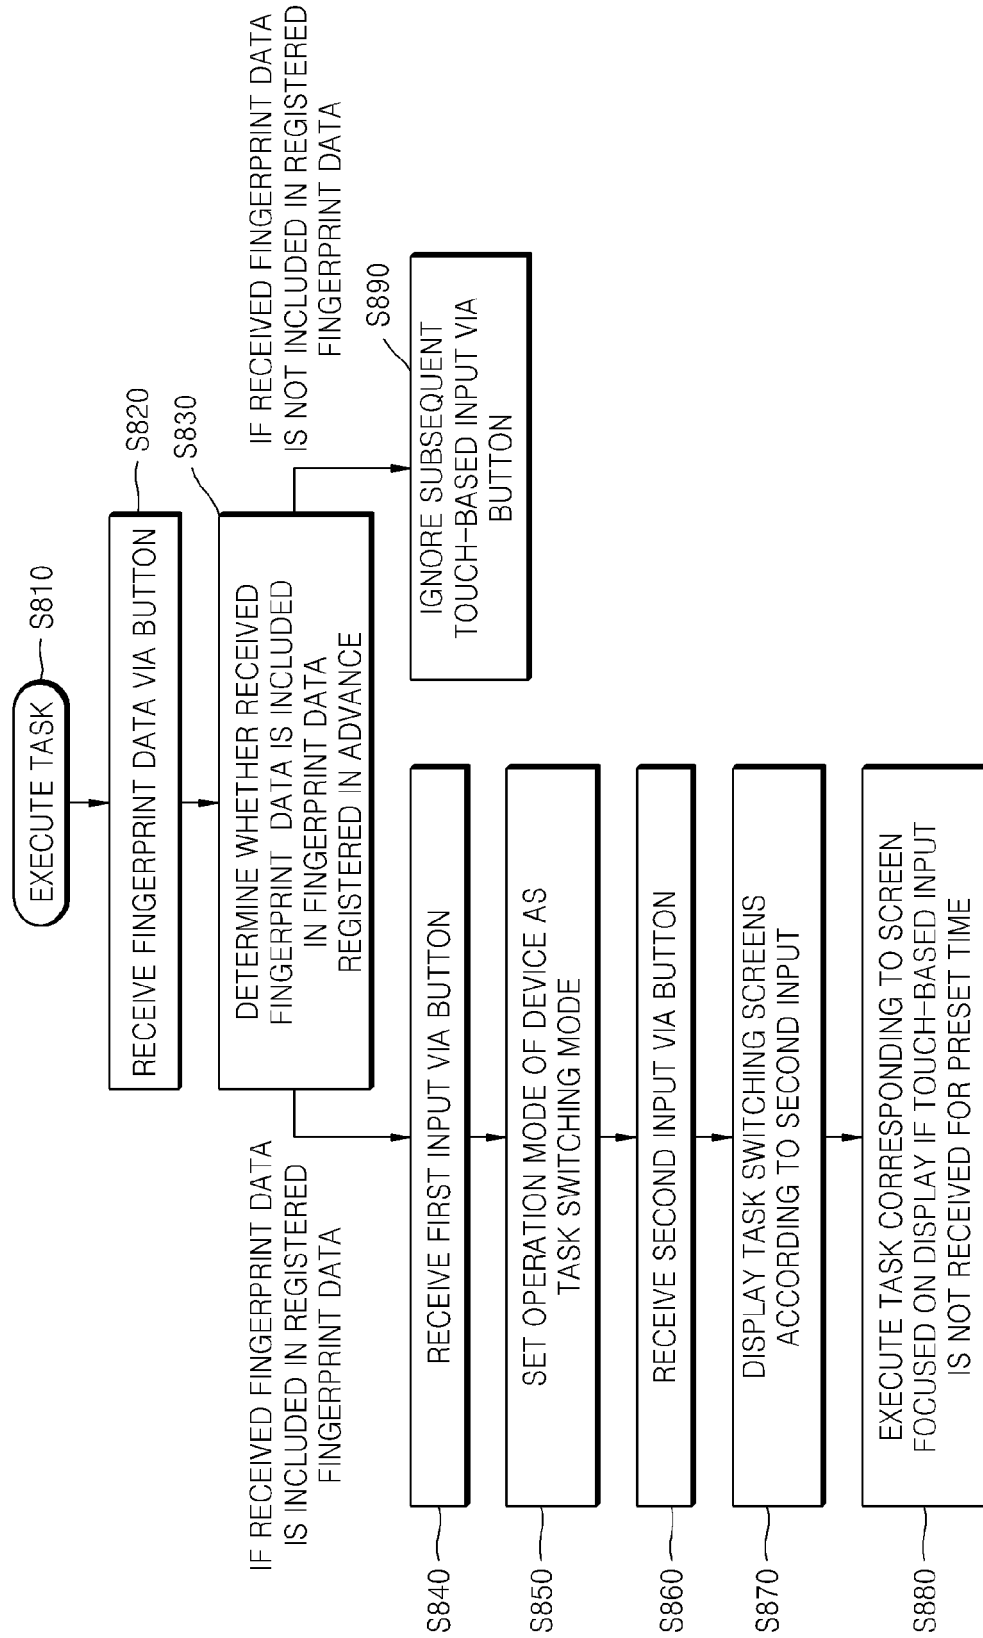 EXECUTE TASK
S810
RECEIVE FINGERPRINT DATA VIA BUTTON
S820
DETERMINE WHETHER RECEIVED
FINGERPRINT DATA IS INCLUDED
IN FINGERPRINT DATA
REGISTERED IN ADVANCE
S830
IF RECEIVED FINGERPRINT DATA
IS INCLUDED IN REGISTERED
FINGERPRINT DATA
IF RECEIVED FINGERPRINT DATA
IS NOT INCLUDED IN REGISTERED
FINGERPRINT DATA
S840
RECEIVE FIRST INPUT VIA BUTTON
S890
IGNORE SUBSEQUENT
TOUCH-BASED INPUT VIA
BUTTON
S850
SET OPERATION MODE OF DEVICE AS
TASK SWITCHING MODE
S860
RECEIVE SECOND INPUT VIA BUTTON
S870
DISPLAY TASK SWITCHING SCREENS
ACCORDING TO SECOND INPUT
S880
EXECUTE TASK CORRESPONDING TO SCREEN
FOCUSED ON DISPLAY IF TOUCH-BASED INPUT
IS NOT RECEIVED FOR PRESET TIME